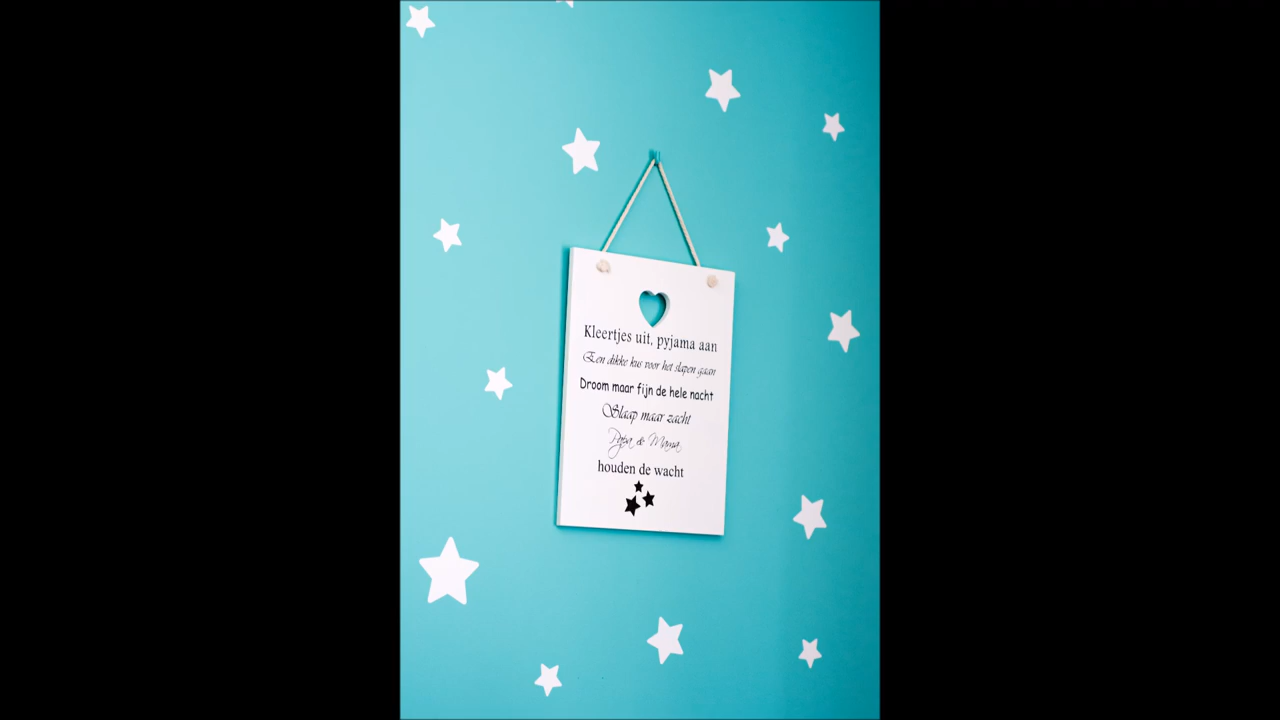 Kleertjes uit, pyjama aan
Een dikke kus voor het slapen gaan
Droom maar fijn de hele nacht
Slaap maar zacht
Papa & Mama
houden de wacht